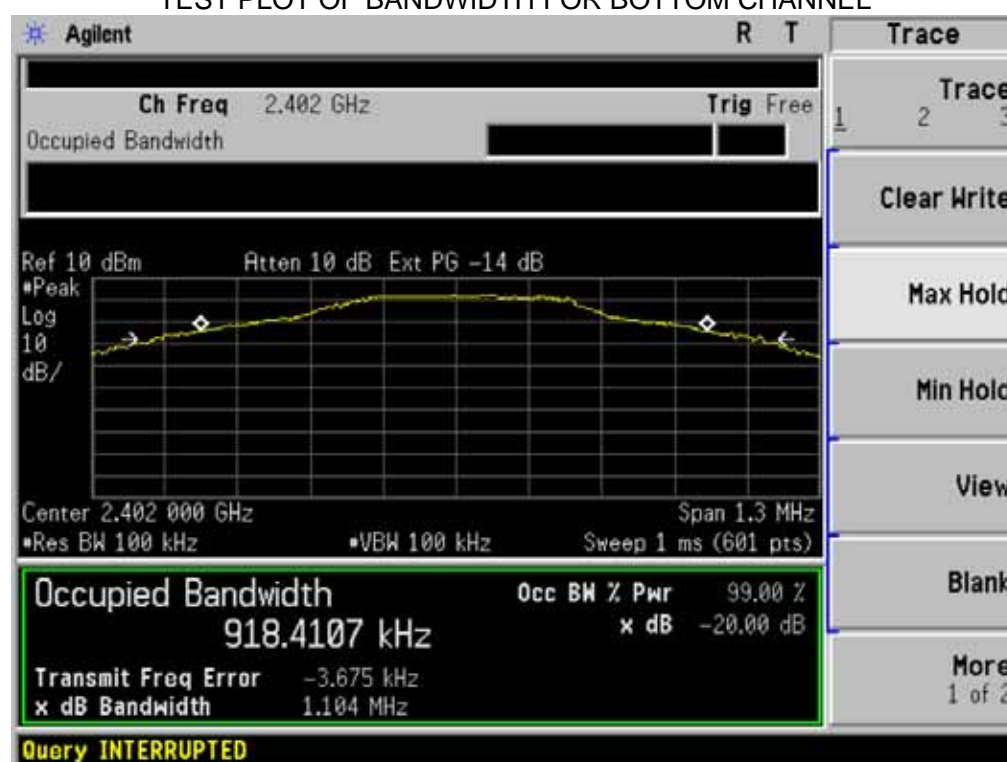 TEST PLOT OF BANDWIDTH FOR BOTTOM CHANNEL
Agilent R T
Trace
Ch Freq 2.402 GHz Trig Free
Occupied Bandwidth
Trace
1 2 3
Clear Write
Max Hold
Min Hold
View
Blank
More
1 of 2
Ref 10 dBm Atten 10 dB Ext PG -14 dB
#Peak
Log
10
dB/
Center 2.402 000 GHz Span 1.3 MHz
#Res BW 100 kHz #VBW 100 kHz Sweep 1 ms (601 pts)
Occupied Bandwidth
918.4107 kHz
Occ BW % Pwr 99.00 %
x dB -20.00 dB
Transmit Freq Error -3.675 kHz
x dB Bandwidth 1.104 MHz
Query INTERRUPTED